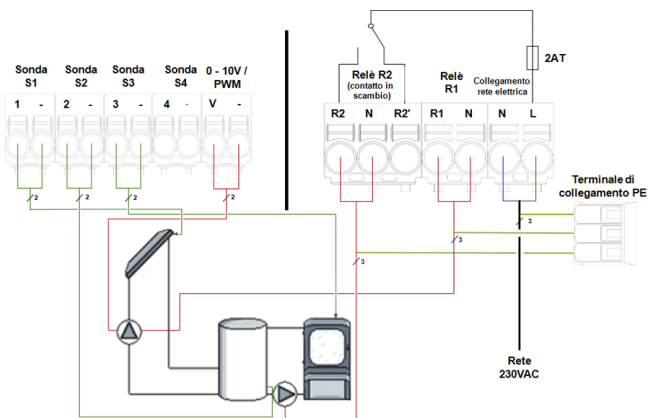 Sonda S1
Sonda S2
Sonda S3
Sonda S4
0 - 10V / PWM
1 - 2 - 3 - 4 - V -
2 2 2 2
Relè R2
(contatto in scambio)
Relè R1
Collegamento rete elettrica
2AT
R2 N R2' R1 N N L
Terminale di collegamento PE
3
3
3
Rete
230VAC